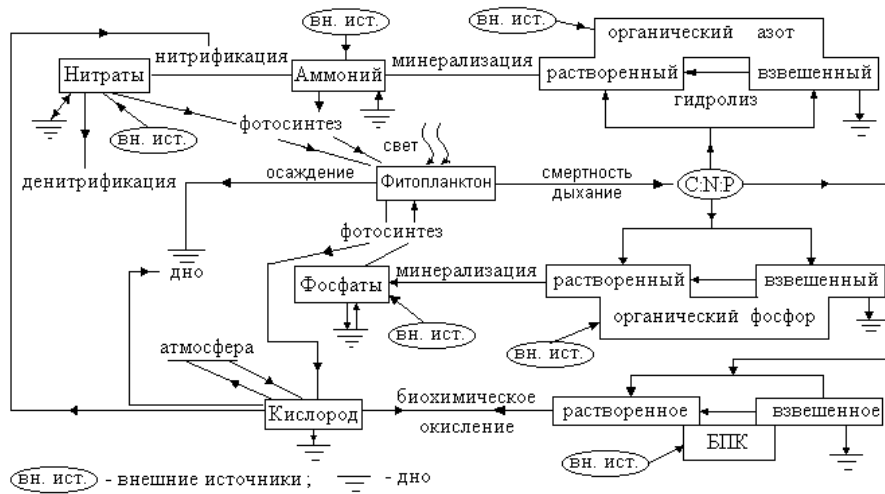 вн. ист.
вн. ист.
органический азот
нитрификация
минерализация
Нитраты
Аммоний
растворенный
взвешенный
гидролиз
вн. ист.
фотосинтез
свет
денитрификация
осаждение
Фитопланктон
смертность
дыхание
C:N:P
фотосинтез
дно
Фосфаты
минерализация
растворенный
взвешенный
органический фосфор
вн. ист.
вн. ист.
атмосфера
Кислород
биохимическое
окисление
растворенное
взвешенное
БПК
вн. ист.
вн. ист. - внешние источники ; - дно